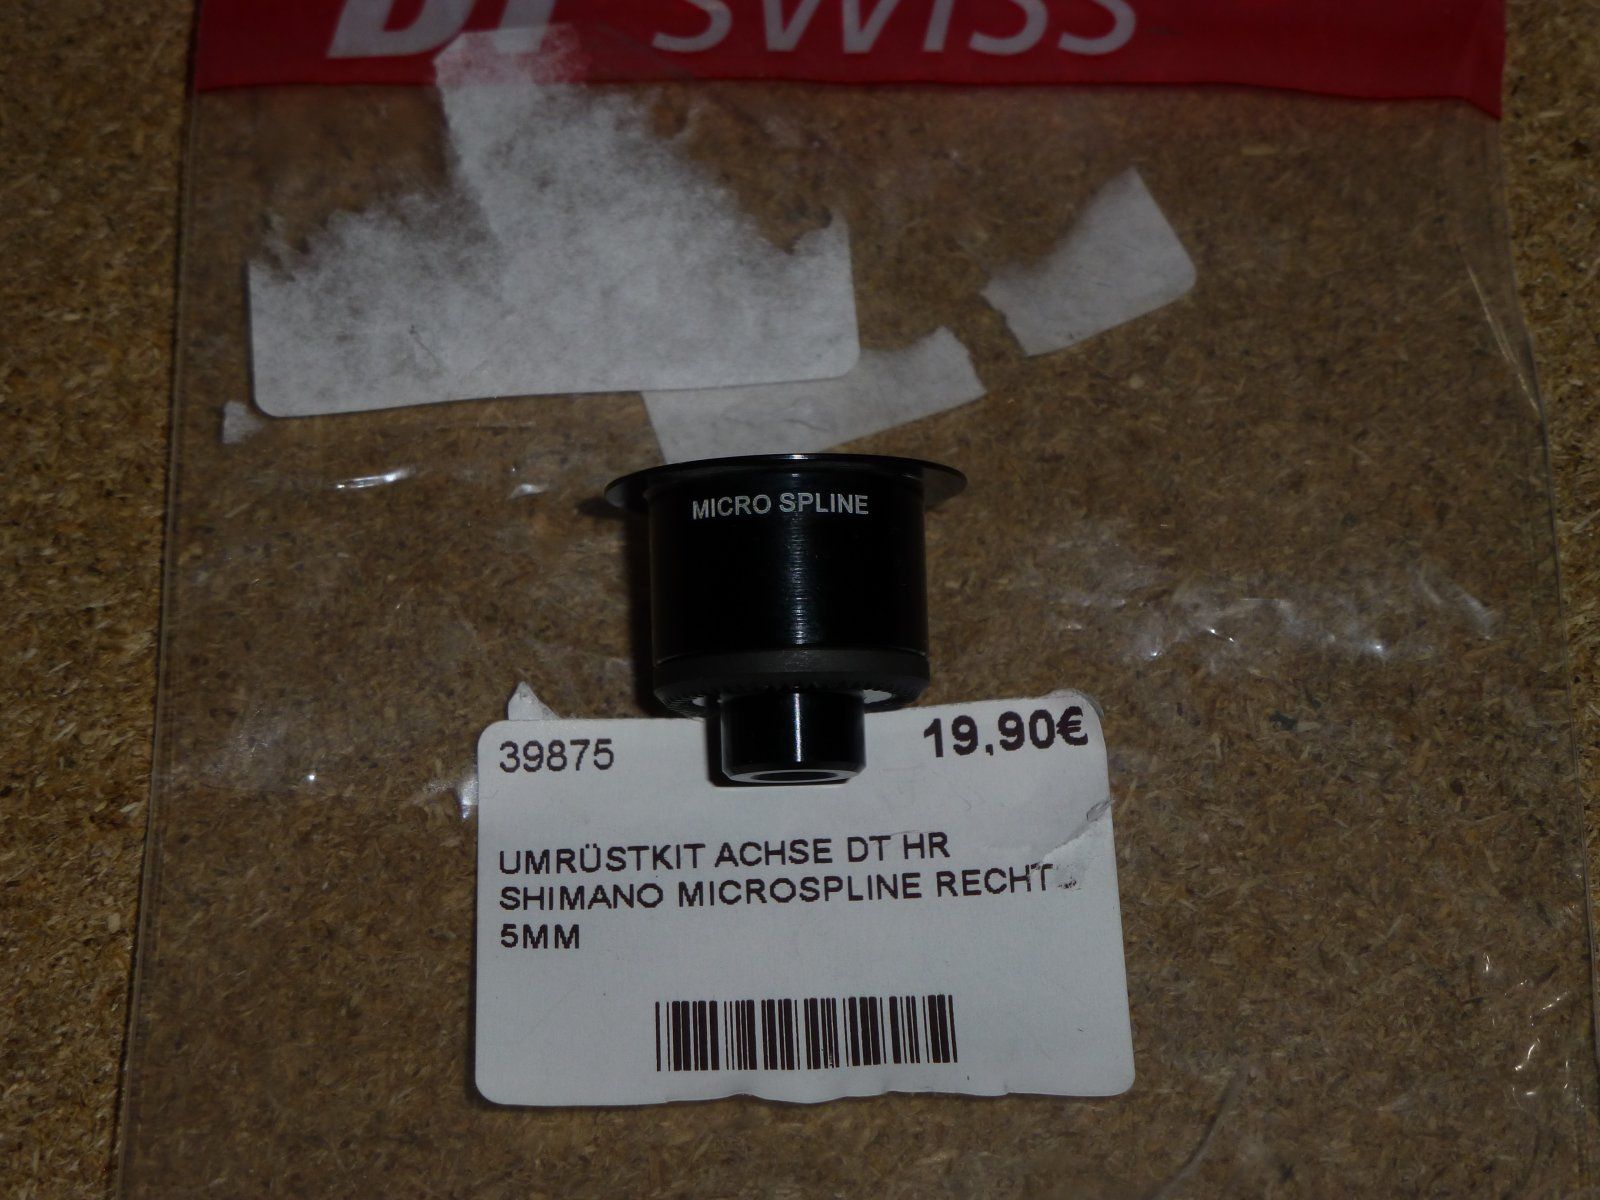 DT SWISS
MICRO SPLINE
39875
19,90€
UMRÜSTKIT ACHSE DT HR
SHIMANO MICROSPLINE RECHT
5MM